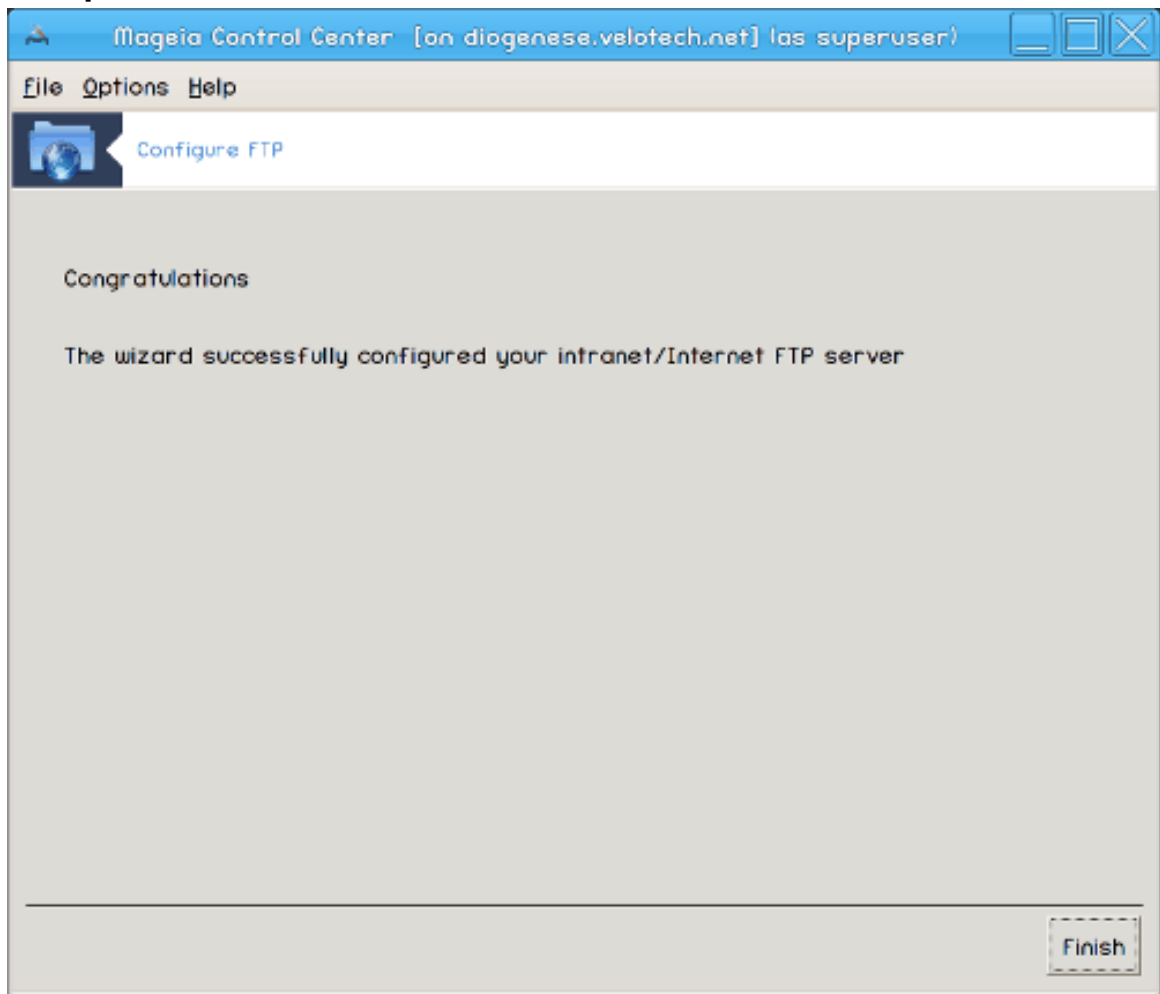 Mageia Control Center [on diogenese.velotech.net] (as superuser)
File Options Help
Configure FTP
Congratulations
The wizard successfully configured your intranet/Internet FTP server
Finish